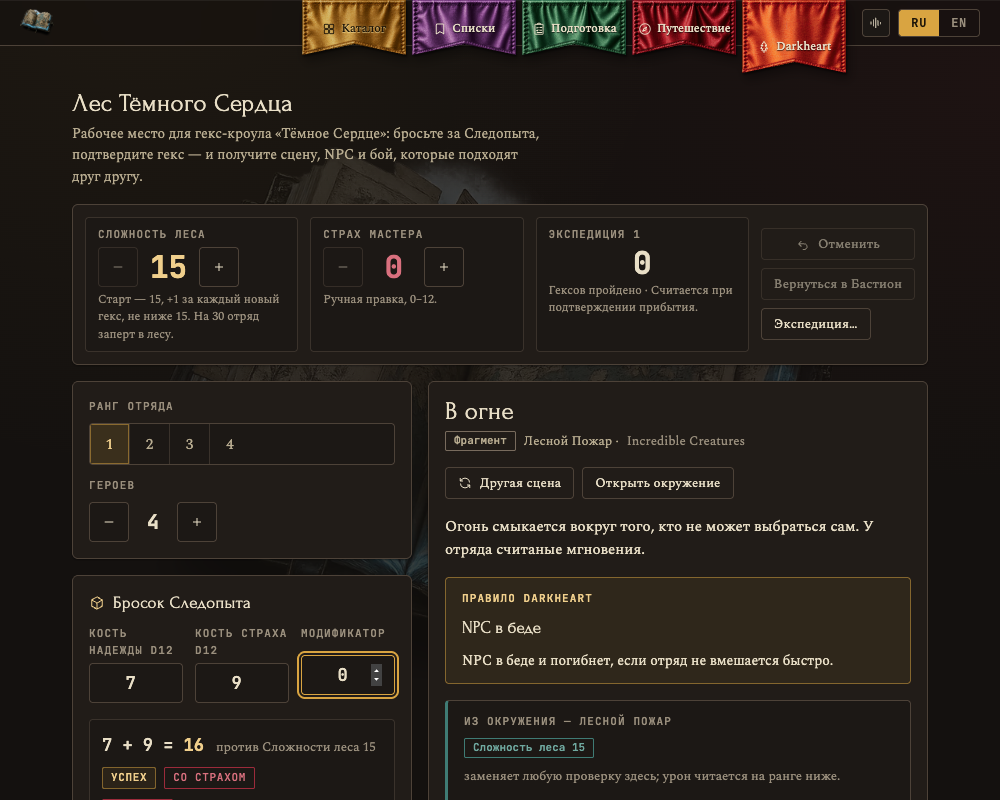 Каталог
Списки
Подготовка
Путешествие
Darkheart
RU
EN
Лес Тёмного Сердца
Рабочее место для гекс-кроула «Тёмное Сердце»: бросьте за Следопыта,
подтвердите гекс — и получите сцену, NPC и бой, которые подходят
друг другу.
СЛОЖНОСТЬ ЛЕСА
− 15 +
Старт — 15, +1 за каждый новый
гекс, не ниже 15. На 30 отряд
заперт в лесу.
СТРАХ МАСТЕРА
− 0 +
Ручная правка, 0–12.
ЭКСПЕДИЦИЯ 1
0
Гексов пройдено · Считается при
подтверждении прибытия.
Отменить
Вернуться в Бастион
Экспедиция…
РАНГ ОТРЯДА
1 2 3 4
ГЕРОЕВ
− 4 +
Бросок Следопыта
КОСТЬ
НАДЕЖДЫ D12
7
КОСТЬ СТРАХА
D12
9
МОДИФИКАТОР
0
7 + 9 = 16 против Сложности леса 15
УСПЕХ
СО СТРАХОМ
В огне
Фрагмент Лесной Пожар · Incredible Creatures
Другая сцена
Открыть окружение
Огонь смыкается вокруг того, кто не может выбраться сам. У
отряда считаные мгновения.
ПРАВИЛО DARKHEART
NPC в беде
NPC в беде и погибнет, если отряд не вмешается быстро.
ИЗ ОКРУЖЕНИЯ — ЛЕСНОЙ ПОЖАР
Сложность леса 15
заменяет любую проверку здесь; урон читается на ранге ниже.